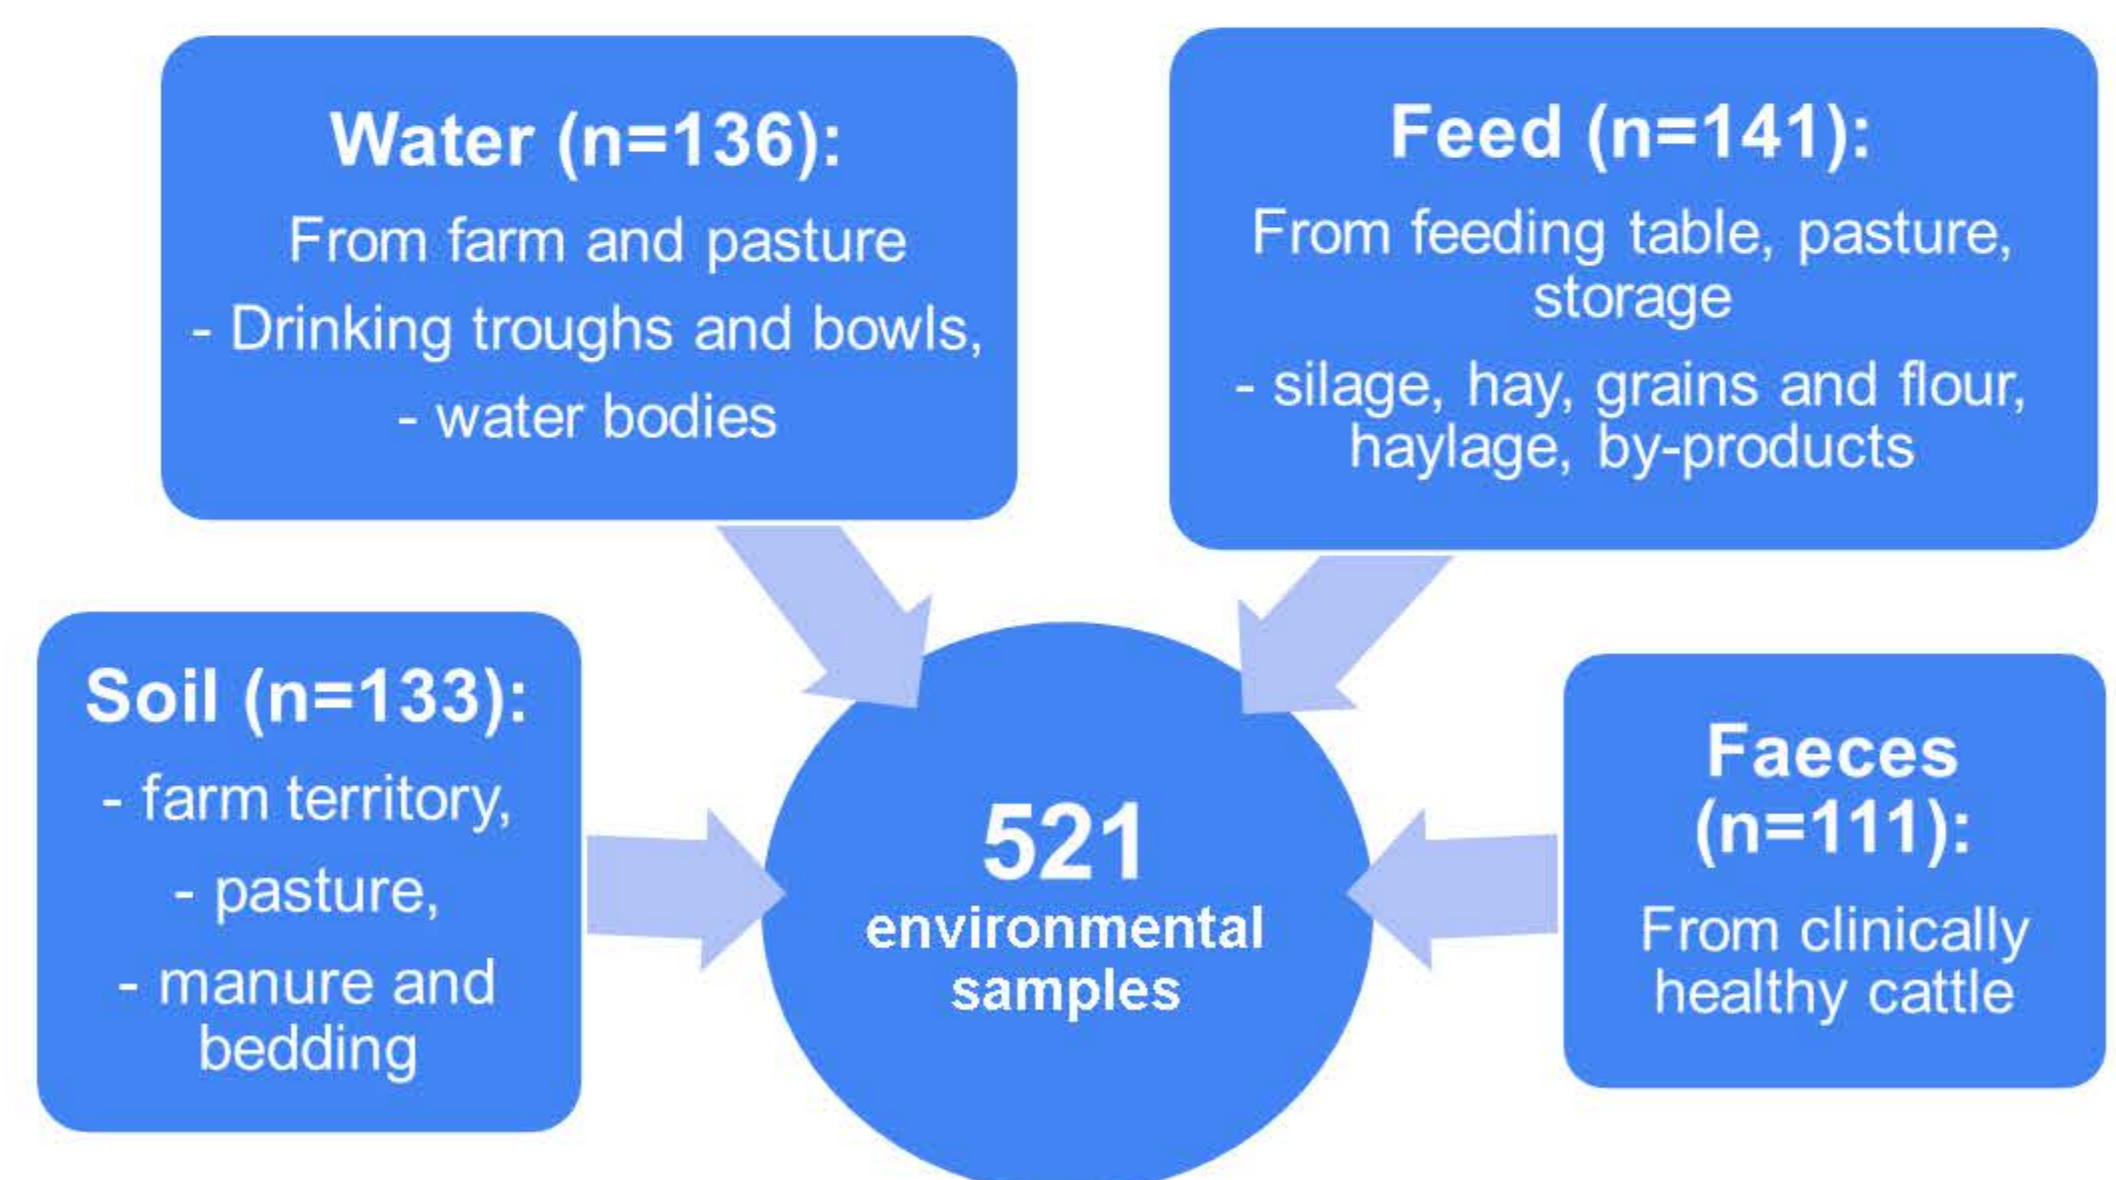 Water (n=136):
From farm and pasture
- Drinking troughs and bowls,
- water bodies
Feed (n=141):
From feeding table, pasture,
storage
- silage, hay, grains and flour,
haylage, by-products
Soil (n=133):
- farm territory,
- pasture,
- manure and
bedding
521
environmental
samples
Faeces
(n=111):
From clinically
healthy cattle